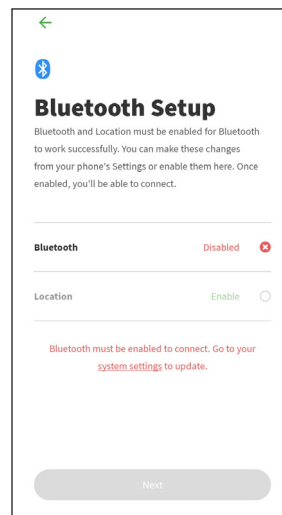 Bluetooth Setup
Bluetooth and Location must be enabled for Bluetooth
to work successfully. You can make these changes
from your phone's Settings or enable them here. Once
enabled, you'll be able to connect.
Bluetooth Disabled
Location Enable
Bluetooth must be enabled to connect. Go to your
system settings to update.
Next